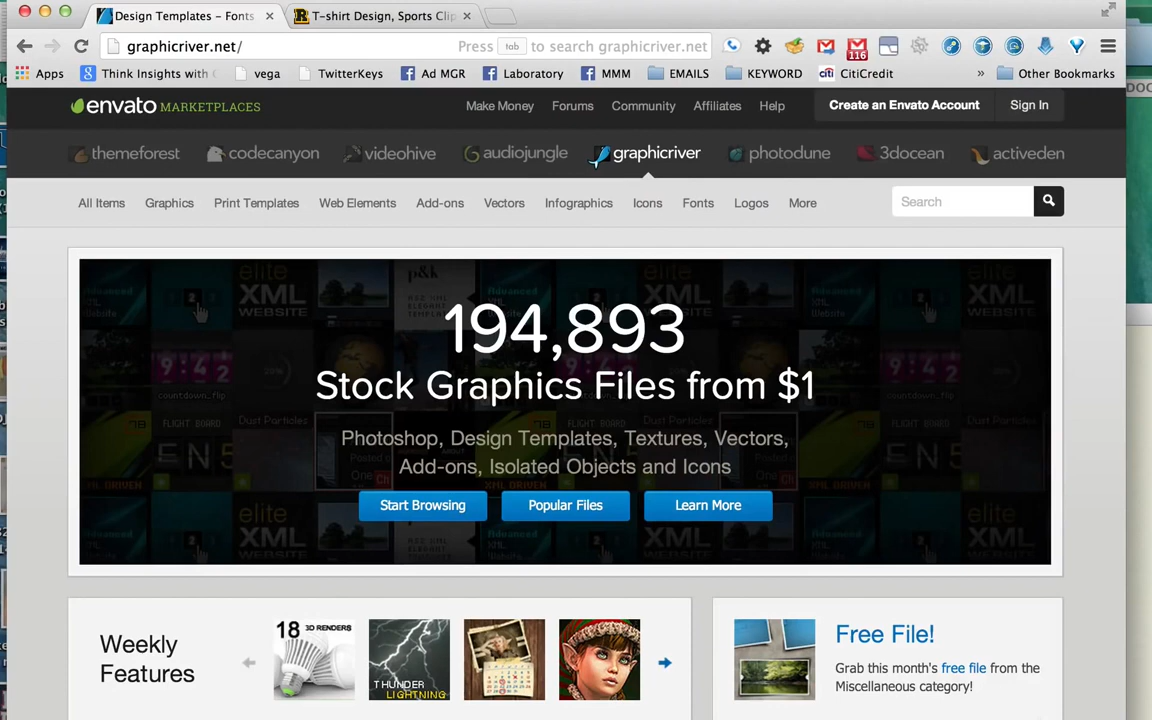 Design Templates – Fonts
T-shirt Design, Sports Clip
graphicriver.net/
Press tab to search graphicriver.net
116
Apps
Think Insights with
vega
TwitterKeys
Ad MGR
Laboratory
MMM
EMAILS
KEYWORD
citi CitiCredit
»
Other Bookmarks
envato MARKETPLACES
Make Money
Forums
Community
Affiliates
Help
Create an Envato Account
Sign In
themeforest
codecanyon
videohive
audiojungle
graphicriver
photodune
3docean
activeden
All Items
Graphics
Print Templates
Web Elements
Add-ons
Vectors
Infographics
Icons
Fonts
Logos
More
Search
194,893
Stock Graphics Files from $1
Photoshop, Design Templates, Textures, Vectors,
Add-ons, Isolated Objects and Icons
Start Browsing
Popular Files
Learn More
Weekly
Features
18 3D RENDERS
THUNDER
LIGHTNING
Free File!
Grab this month's free file from the
Miscellaneous category!